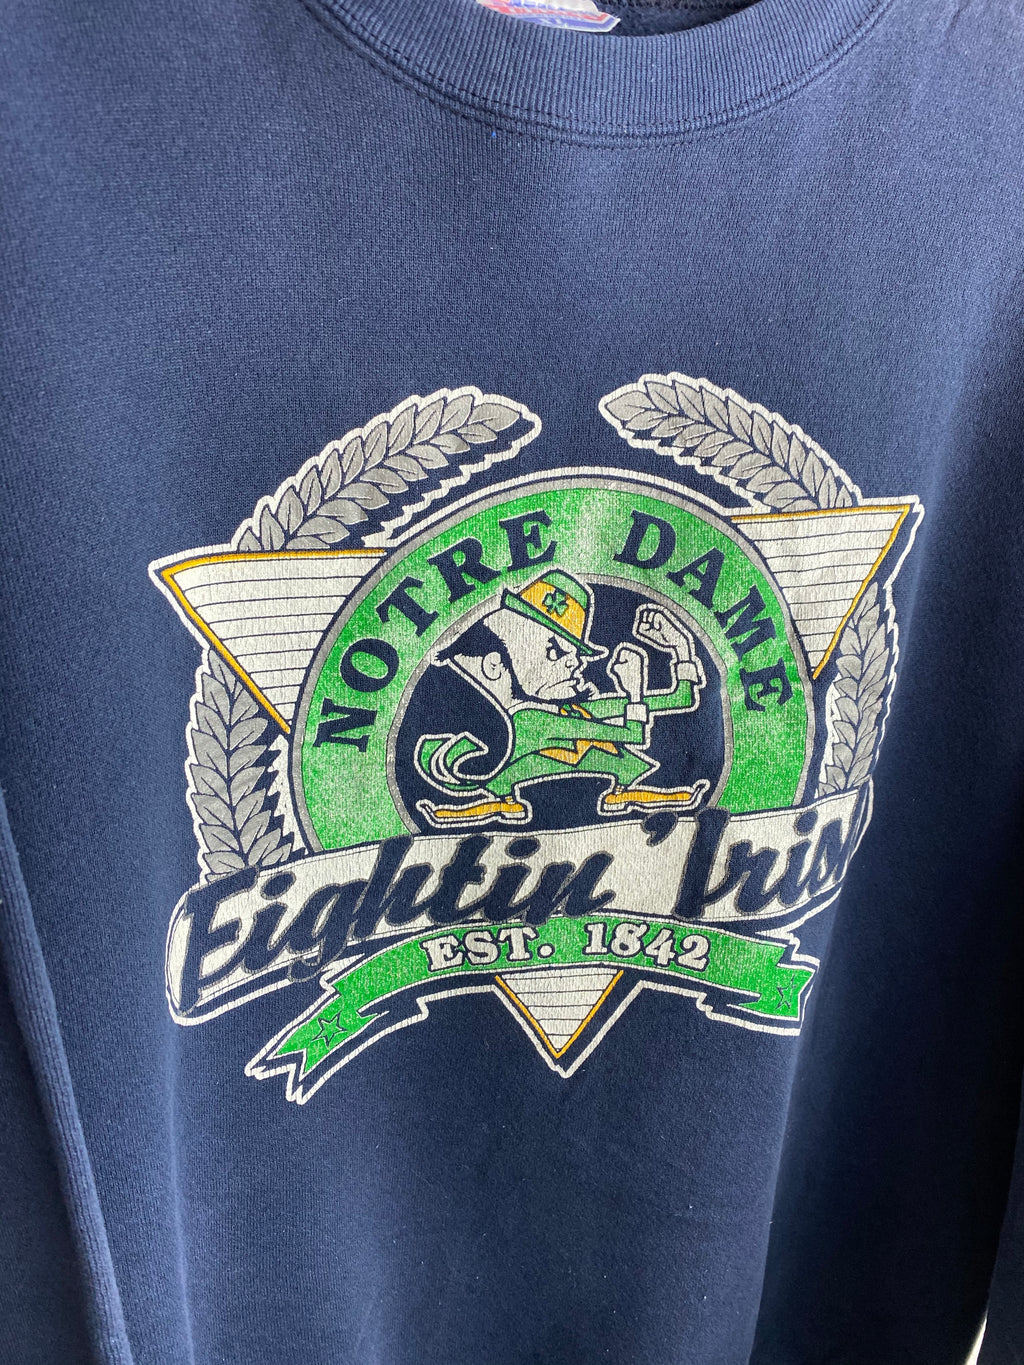 NOTRE DAME
Fightin' Irish
EST. 1842